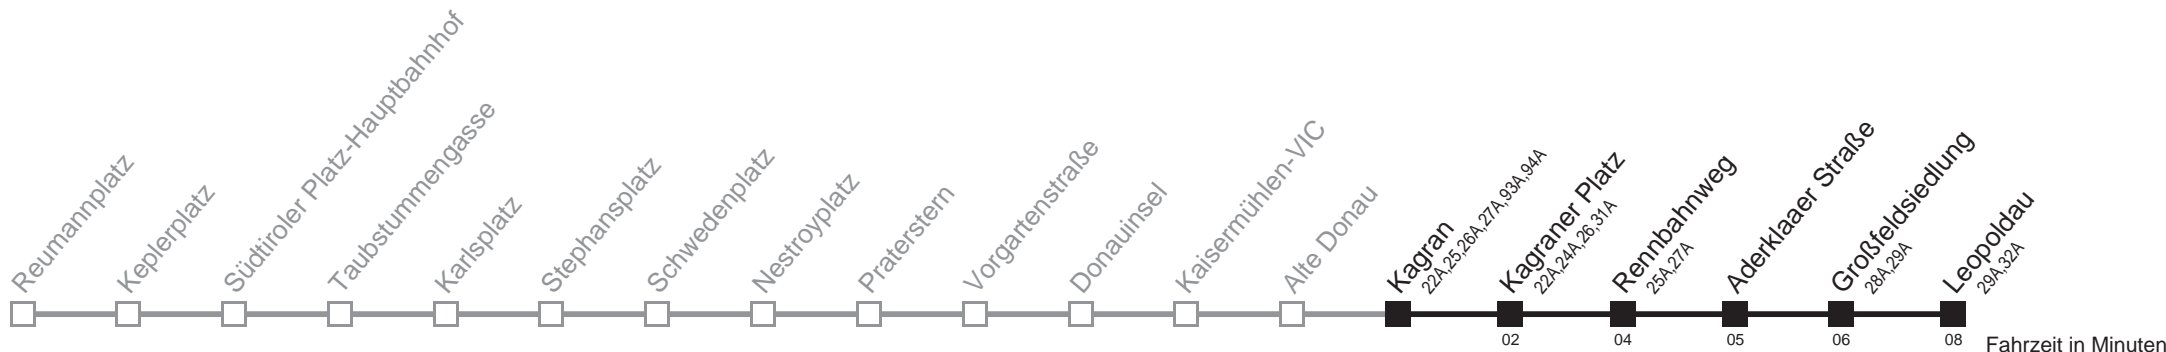 Reumannplatz
Keplerplatz
Südtiroler Platz-Hauptbahnhof
Taubstummengasse
Karlsplatz
Stephansplatz
Schwedenplatz
Nestroyplatz
Praterstern
Vorgartenstraße
Donauinsel
Kaisermühlen-VIC
Alte Donau
Kagran
22A,25,26A,27A,93A,94A
Kagraner Platz
22A,24A,26,31A
Rennbahnweg
25A,27A
Aderklaaer Straße
Großfeldsiedlung
28A,29A
Leopoldau
29A,32A
02 04 05 06 08 Fahrzeit in Minuten